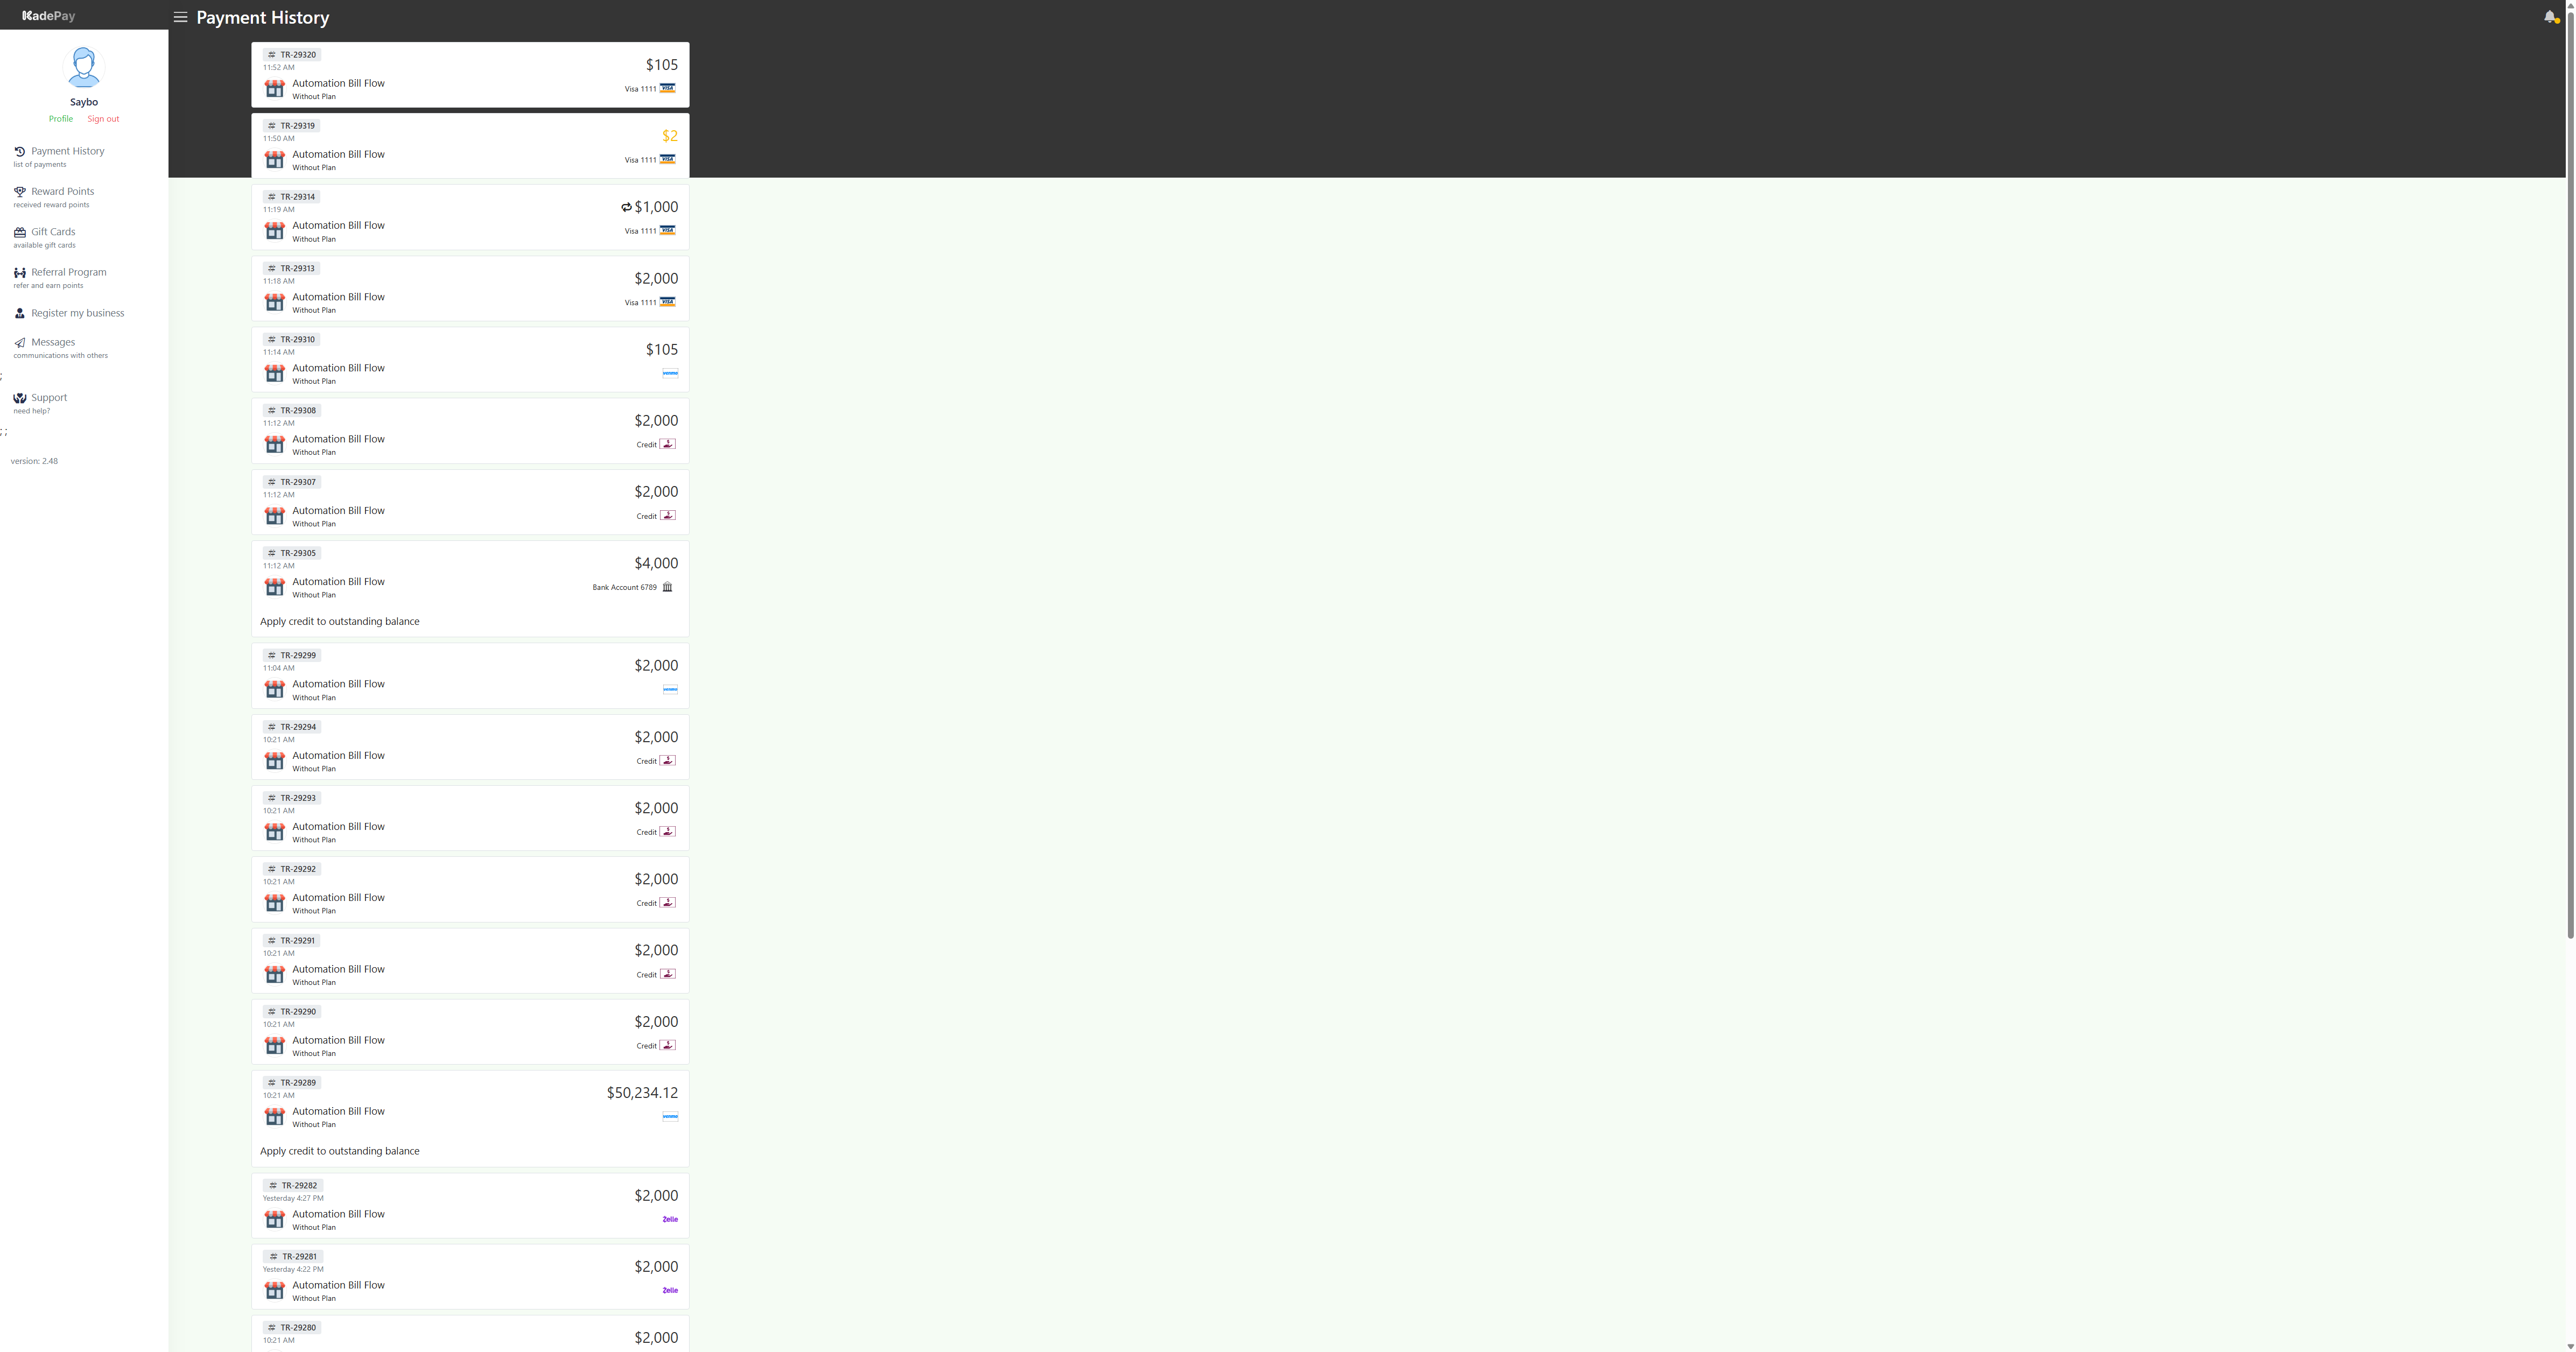 KadePay
Payment History
Saybo
Profile Sign out
Payment History
list of payments
Reward Points
received reward points
Gift Cards
available gift cards
Referral Program
refer and earn points
Register my business
Messages
communications with others
;
Support
need help?
; ;
version: 2.48
TR-29320
11:52 AM
$105
Automation Bill Flow
Visa 1111 VISA
Without Plan
TR-29319
11:50 AM
$2
Automation Bill Flow
Visa 1111 VISA
Without Plan
TR-29314
11:19 AM
$1,000
Automation Bill Flow
Visa 1111 VISA
Without Plan
TR-29313
11:18 AM
$2,000
Automation Bill Flow
Visa 1111 VISA
Without Plan
TR-29310
11:14 AM
$105
Automation Bill Flow
venmo
Without Plan
TR-29308
11:12 AM
$2,000
Automation Bill Flow
Credit
Without Plan
TR-29307
11:12 AM
$2,000
Automation Bill Flow
Credit
Without Plan
TR-29305
11:12 AM
$4,000
Automation Bill Flow
Bank Account 6789
Without Plan
Apply credit to outstanding balance
TR-29299
11:04 AM
$2,000
Automation Bill Flow
venmo
Without Plan
TR-29294
10:21 AM
$2,000
Automation Bill Flow
Credit
Without Plan
TR-29293
10:21 AM
$2,000
Automation Bill Flow
Credit
Without Plan
TR-29292
10:21 AM
$2,000
Automation Bill Flow
Credit
Without Plan
TR-29291
10:21 AM
$2,000
Automation Bill Flow
Credit
Without Plan
TR-29290
10:21 AM
$2,000
Automation Bill Flow
Credit
Without Plan
TR-29289
10:21 AM
$50,234.12
Automation Bill Flow
venmo
Without Plan
Apply credit to outstanding balance
TR-29282
Yesterday 4:27 PM
$2,000
Automation Bill Flow
Zelle
Without Plan
TR-29281
Yesterday 4:22 PM
$2,000
Automation Bill Flow
Zelle
Without Plan
TR-29280
10:21 AM
$2,000